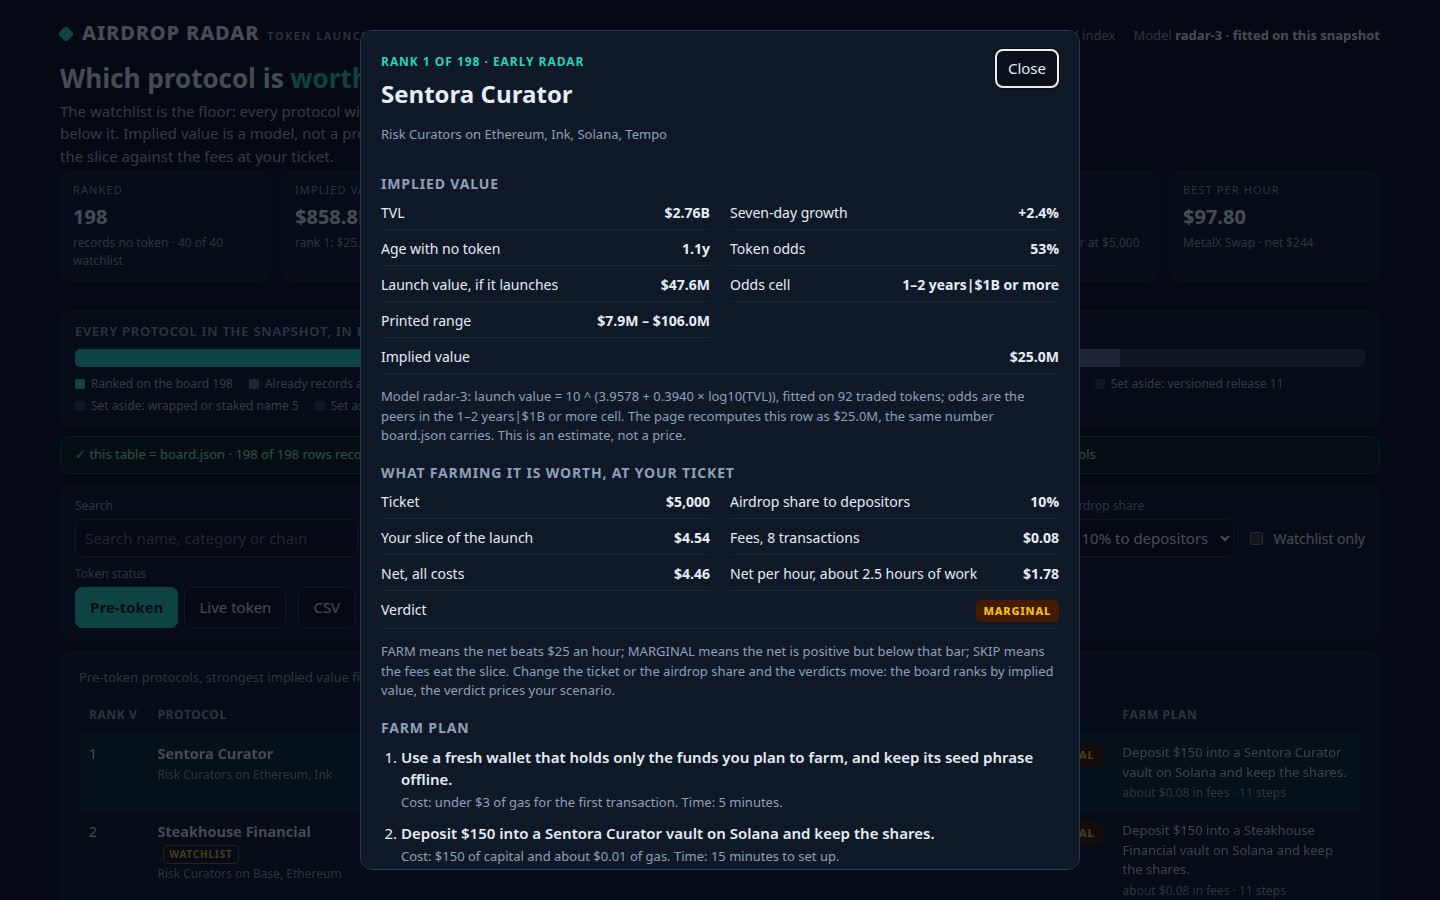 AIRDROP RADAR TOKEN LAUNC
index
Model radar-3 · fitted on this snapshot
Which protocol is worth
The watchlist is the floor: every protocol wi
below it. Implied value is a model, not a pr
the slice against the fees at your ticket.
RANKED
198
records no token · 40 of 40
watchlist
IMPLIED VA
$858.8
rank 1: $25.
r at $5,000
BEST PER HOUR
$97.80
MetalX Swap · net $244
EVERY PROTOCOL IN THE SNAPSHOT, IN
Ranked on the board 198
Already records a
Set aside: versioned release 11
Set aside: wrapped or staked name 5
Set as
✓ this table = board.json · 198 of 198 rows reco
ols
Search
Search name, category or chain
rdrop share
10% to depositors
Watchlist only
Token status
Pre-token
Live token
CSV
Pre-token protocols, strongest implied value fi
RANK V
PROTOCOL
FARM PLAN
1
Sentora Curator
Risk Curators on Ethereum, Ink
AL
Deposit $150 into a Sentora Curator
vault on Solana and keep the shares.
about $0.08 in fees · 11 steps
2
Steakhouse Financial
WATCHLIST
Risk Curators on Base, Ethereum
AL
Deposit $150 into a Steakhouse
Financial vault on Solana and keep
the shares.
about $0.08 in fees · 11 steps
RANK 1 OF 198 · EARLY RADAR
Close
Sentora Curator
Risk Curators on Ethereum, Ink, Solana, Tempo
IMPLIED VALUE
TVL $2.76B
Seven-day growth +2.4%
Age with no token 1.1y
Token odds 53%
Launch value, if it launches $47.6M
Odds cell 1–2 years|$1B or more
Printed range $7.9M – $106.0M
Implied value $25.0M
Model radar-3: launch value = 10 ^ (3.9578 + 0.3940 × log10(TVL)), fitted on 92 traded tokens; odds are the
peers in the 1–2 years|$1B or more cell. The page recomputes this row as $25.0M, the same number
board.json carries. This is an estimate, not a price.
WHAT FARMING IT IS WORTH, AT YOUR TICKET
Ticket $5,000
Airdrop share to depositors 10%
Your slice of the launch $4.54
Fees, 8 transactions $0.08
Net, all costs $4.46
Net per hour, about 2.5 hours of work $1.78
Verdict MARGINAL
FARM means the net beats $25 an hour; MARGINAL means the net is positive but below that bar; SKIP means
the fees eat the slice. Change the ticket or the airdrop share and the verdicts move: the board ranks by implied
value, the verdict prices your scenario.
FARM PLAN
1. Use a fresh wallet that holds only the funds you plan to farm, and keep its seed phrase
offline.
Cost: under $3 of gas for the first transaction. Time: 5 minutes.
2. Deposit $150 into a Sentora Curator vault on Solana and keep the shares.
Cost: $150 of capital and about $0.01 of gas. Time: 15 minutes to set up.